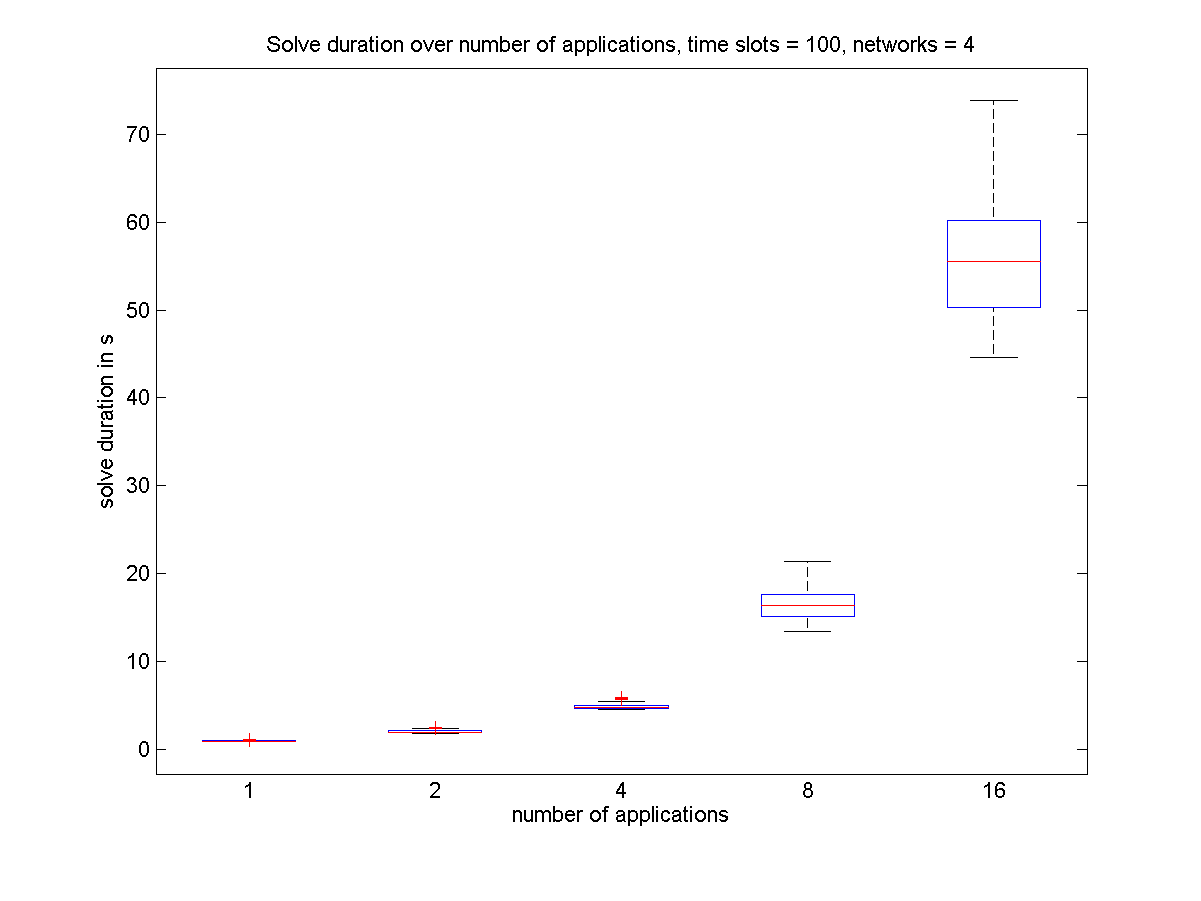 Solve duration over number of applications, time slots = 100, networks = 4
70
60
50
40
30
20
10
0
solve duration in s
1 2 4 8 16
number of applications